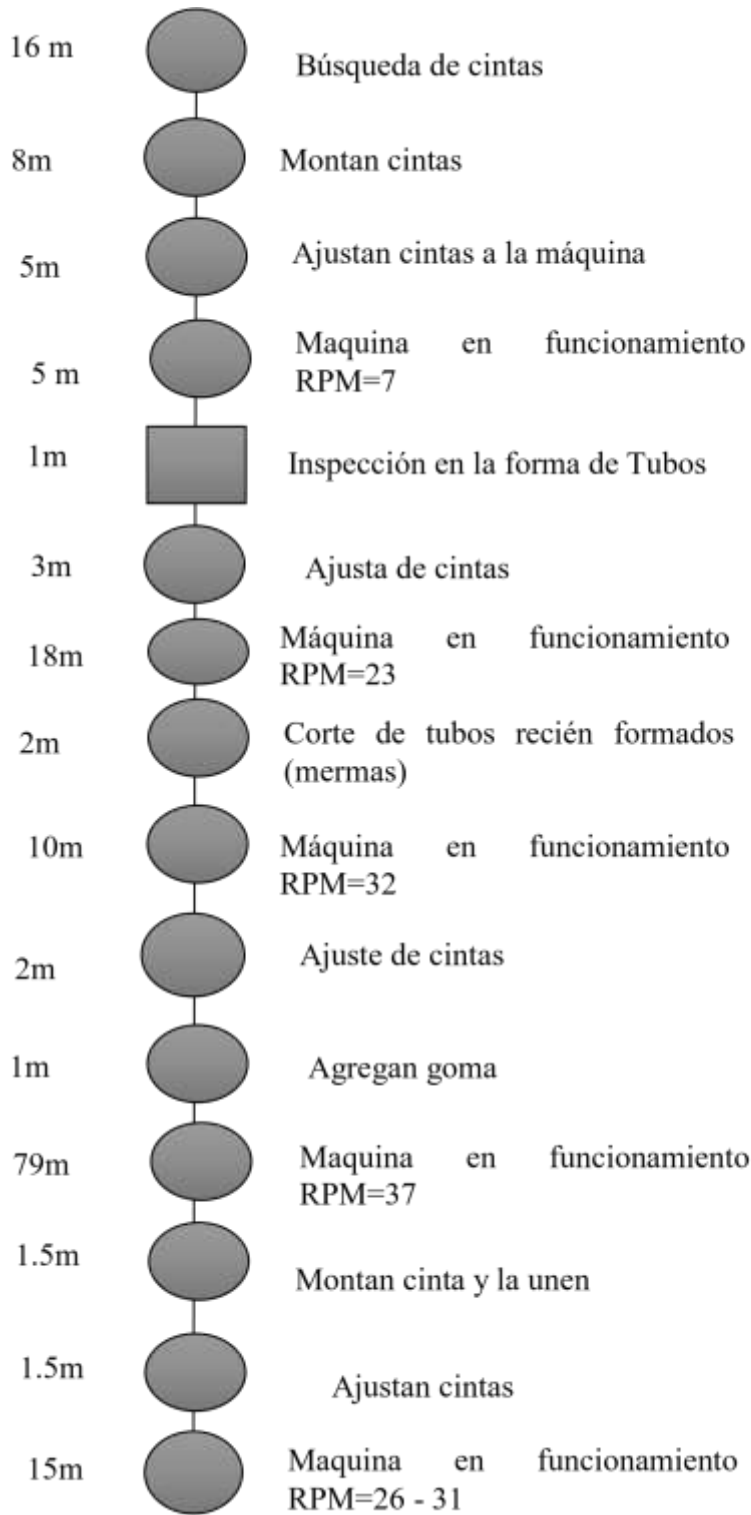 16 m
Búsqueda de cintas
8m
Montan cintas
5m
Ajustan cintas a la máquina
5 m
Maquina en funcionamiento
RPM=7
1m
Inspección en la forma de Tubos
3m
Ajusta de cintas
18m
Máquina en funcionamiento
RPM=23
2m
Corte de tubos recién formados
(mermas)
10m
Máquina en funcionamiento
RPM=32
2m
Ajuste de cintas
1m
Agregan goma
79m
Maquina en funcionamiento
RPM=37
1.5m
Montan cinta y la unen
1.5m
Ajustan cintas
15m
Maquina en funcionamiento
RPM=26 - 31